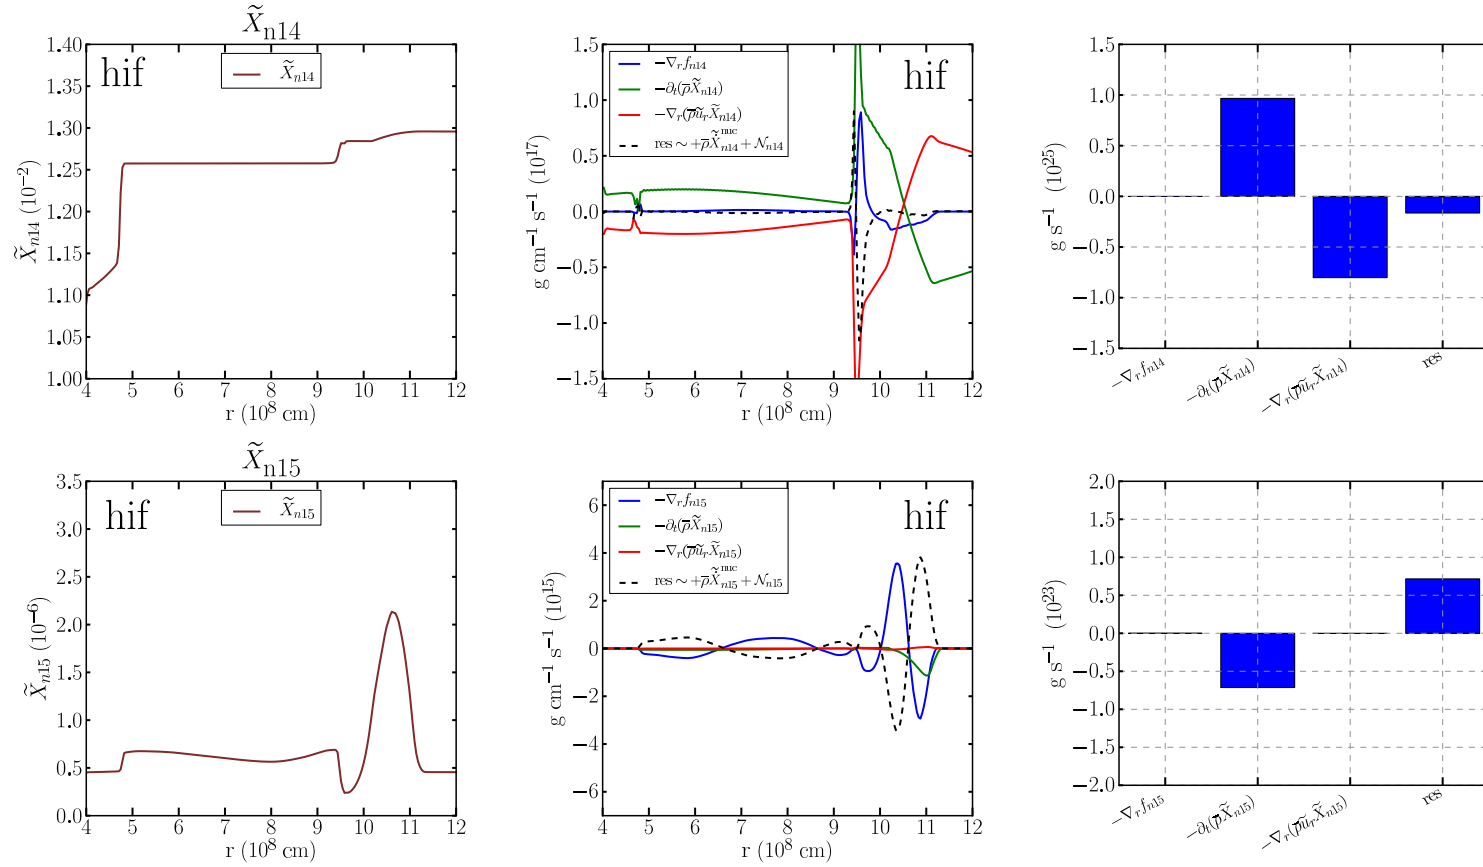 X̃n14
hif
X̃n14
1.40
1.35
1.30
1.25
1.20
1.15
1.10
1.05
1.00
X̃n14 (10−2)
4 5 6 7 8 9 10 11 12
r (108 cm)
hif
−∇r fn14
−∂t(ρ̅X̃n14)
−∇r(ρ̅ũrX̃n14)
res ∼ +ρ̅X̃̇nucn14 + 𝒩n14
1.5
1.0
0.5
0.0
−0.5
−1.0
−1.5
g cm−1 s−1 (1017)
4 5 6 7 8 9 10 11 12
r (108 cm)
1.0
0.5
0.0
−0.5
−1.0
−1.5
g s−1 (1025)
−∇r fn14
−∂t(ρ̅X̃n14)
−∇r(ρ̅ũrX̃n14)
res
X̃n15
hif
X̃n15
3.5
3.0
2.5
2.0
1.5
1.0
0.5
0.0
X̃n15 (10−6)
4 5 6 7 8 9 10 11 12
r (108 cm)
hif
−∇r fn15
−∂t(ρ̅X̃n15)
−∇r(ρ̅ũrX̃n15)
res ∼ +ρ̅X̃̇nucn15 + 𝒩n15
6
4
2
0
−2
−4
−6
g cm−1 s−1 (1015)
4 5 6 7 8 9 10 11 12
r (108 cm)
2.0
1.5
1.0
0.5
0.0
−0.5
−1.0
−1.5
−2.0
g s−1 (1023)
−∇r fn15
−∂t(ρ̅X̃n15)
−∇r(ρ̅ũrX̃n15)
res